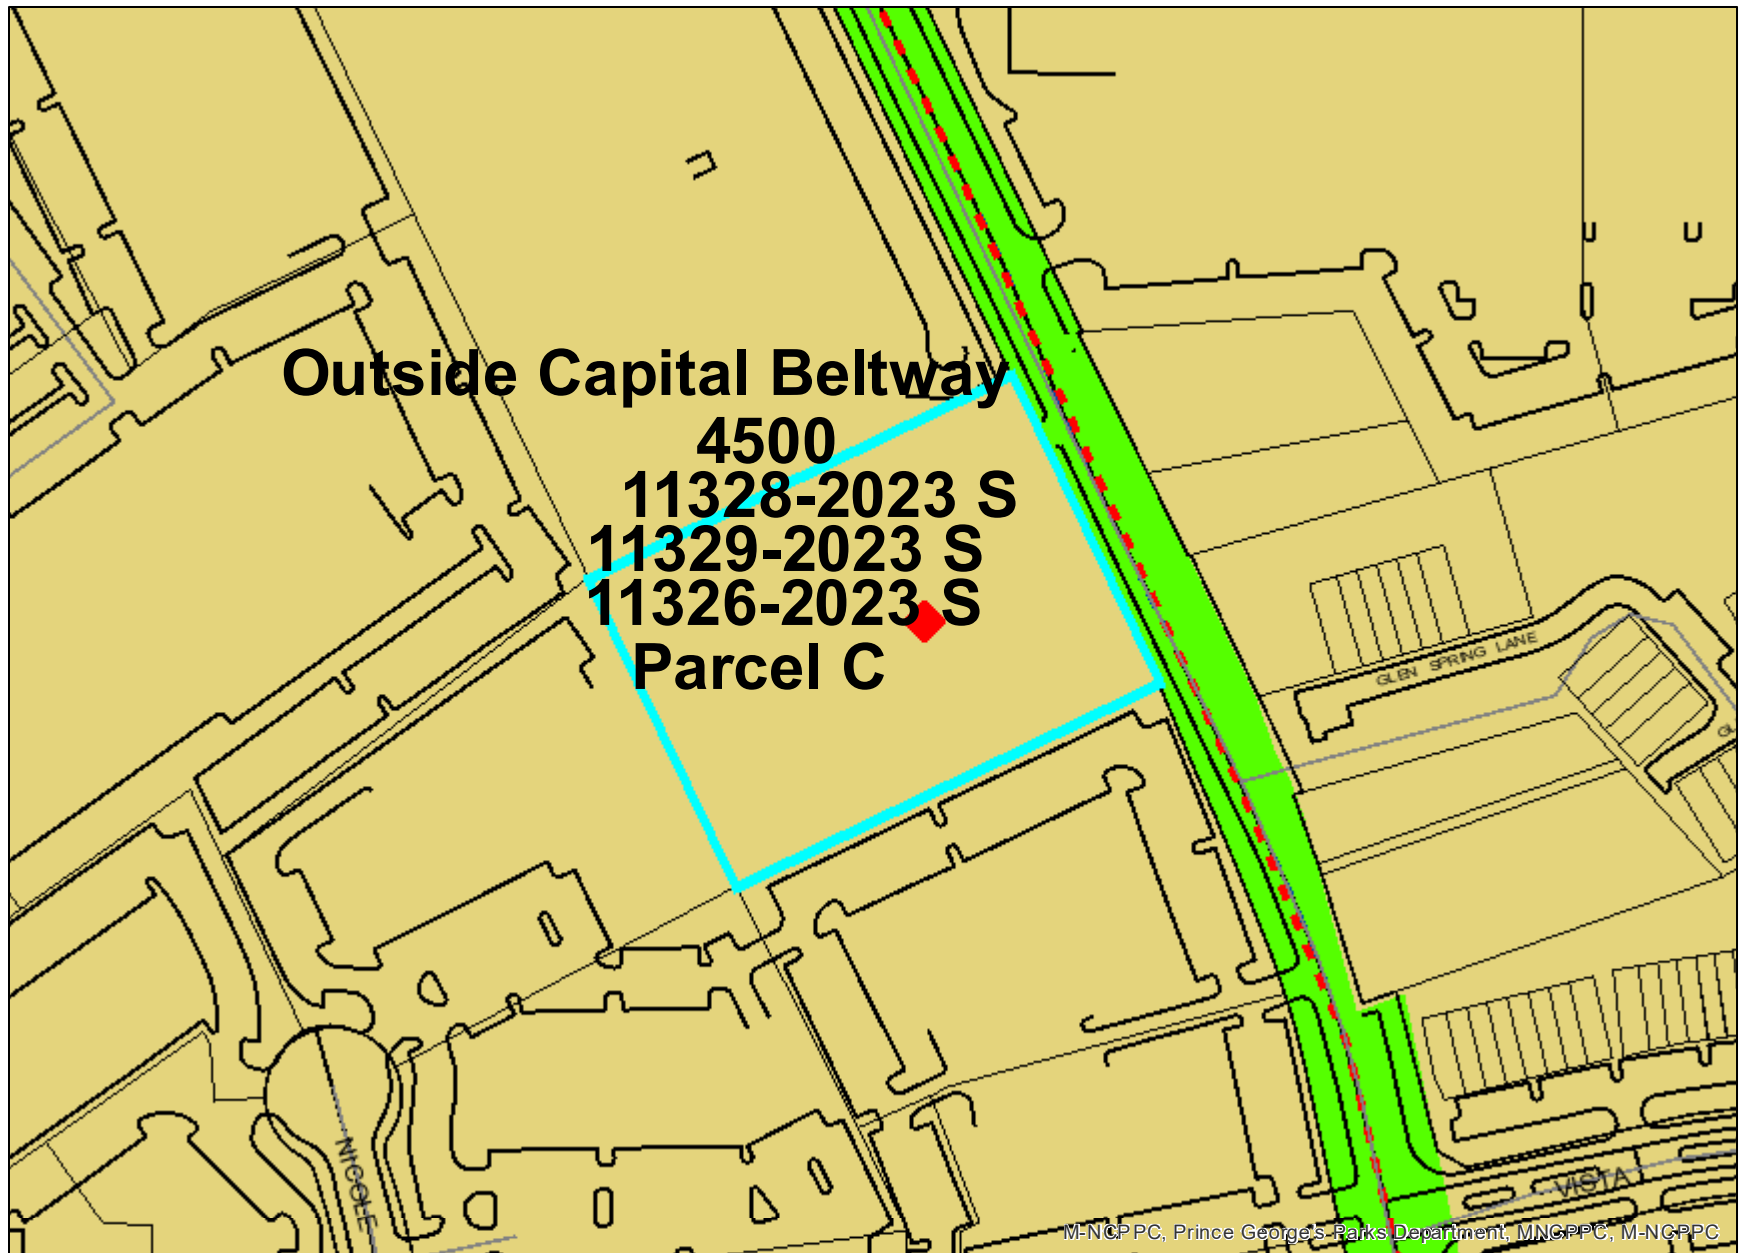 Outside Capital Beltway
4500
11328-2023 S
11329-2023 S
11326-2023 S
Parcel C
GLEN SPRING LANE
NICOLE
VISTA
M-NCPPC, Prince George's Parks Department, MNCPPC, M-NCPPC